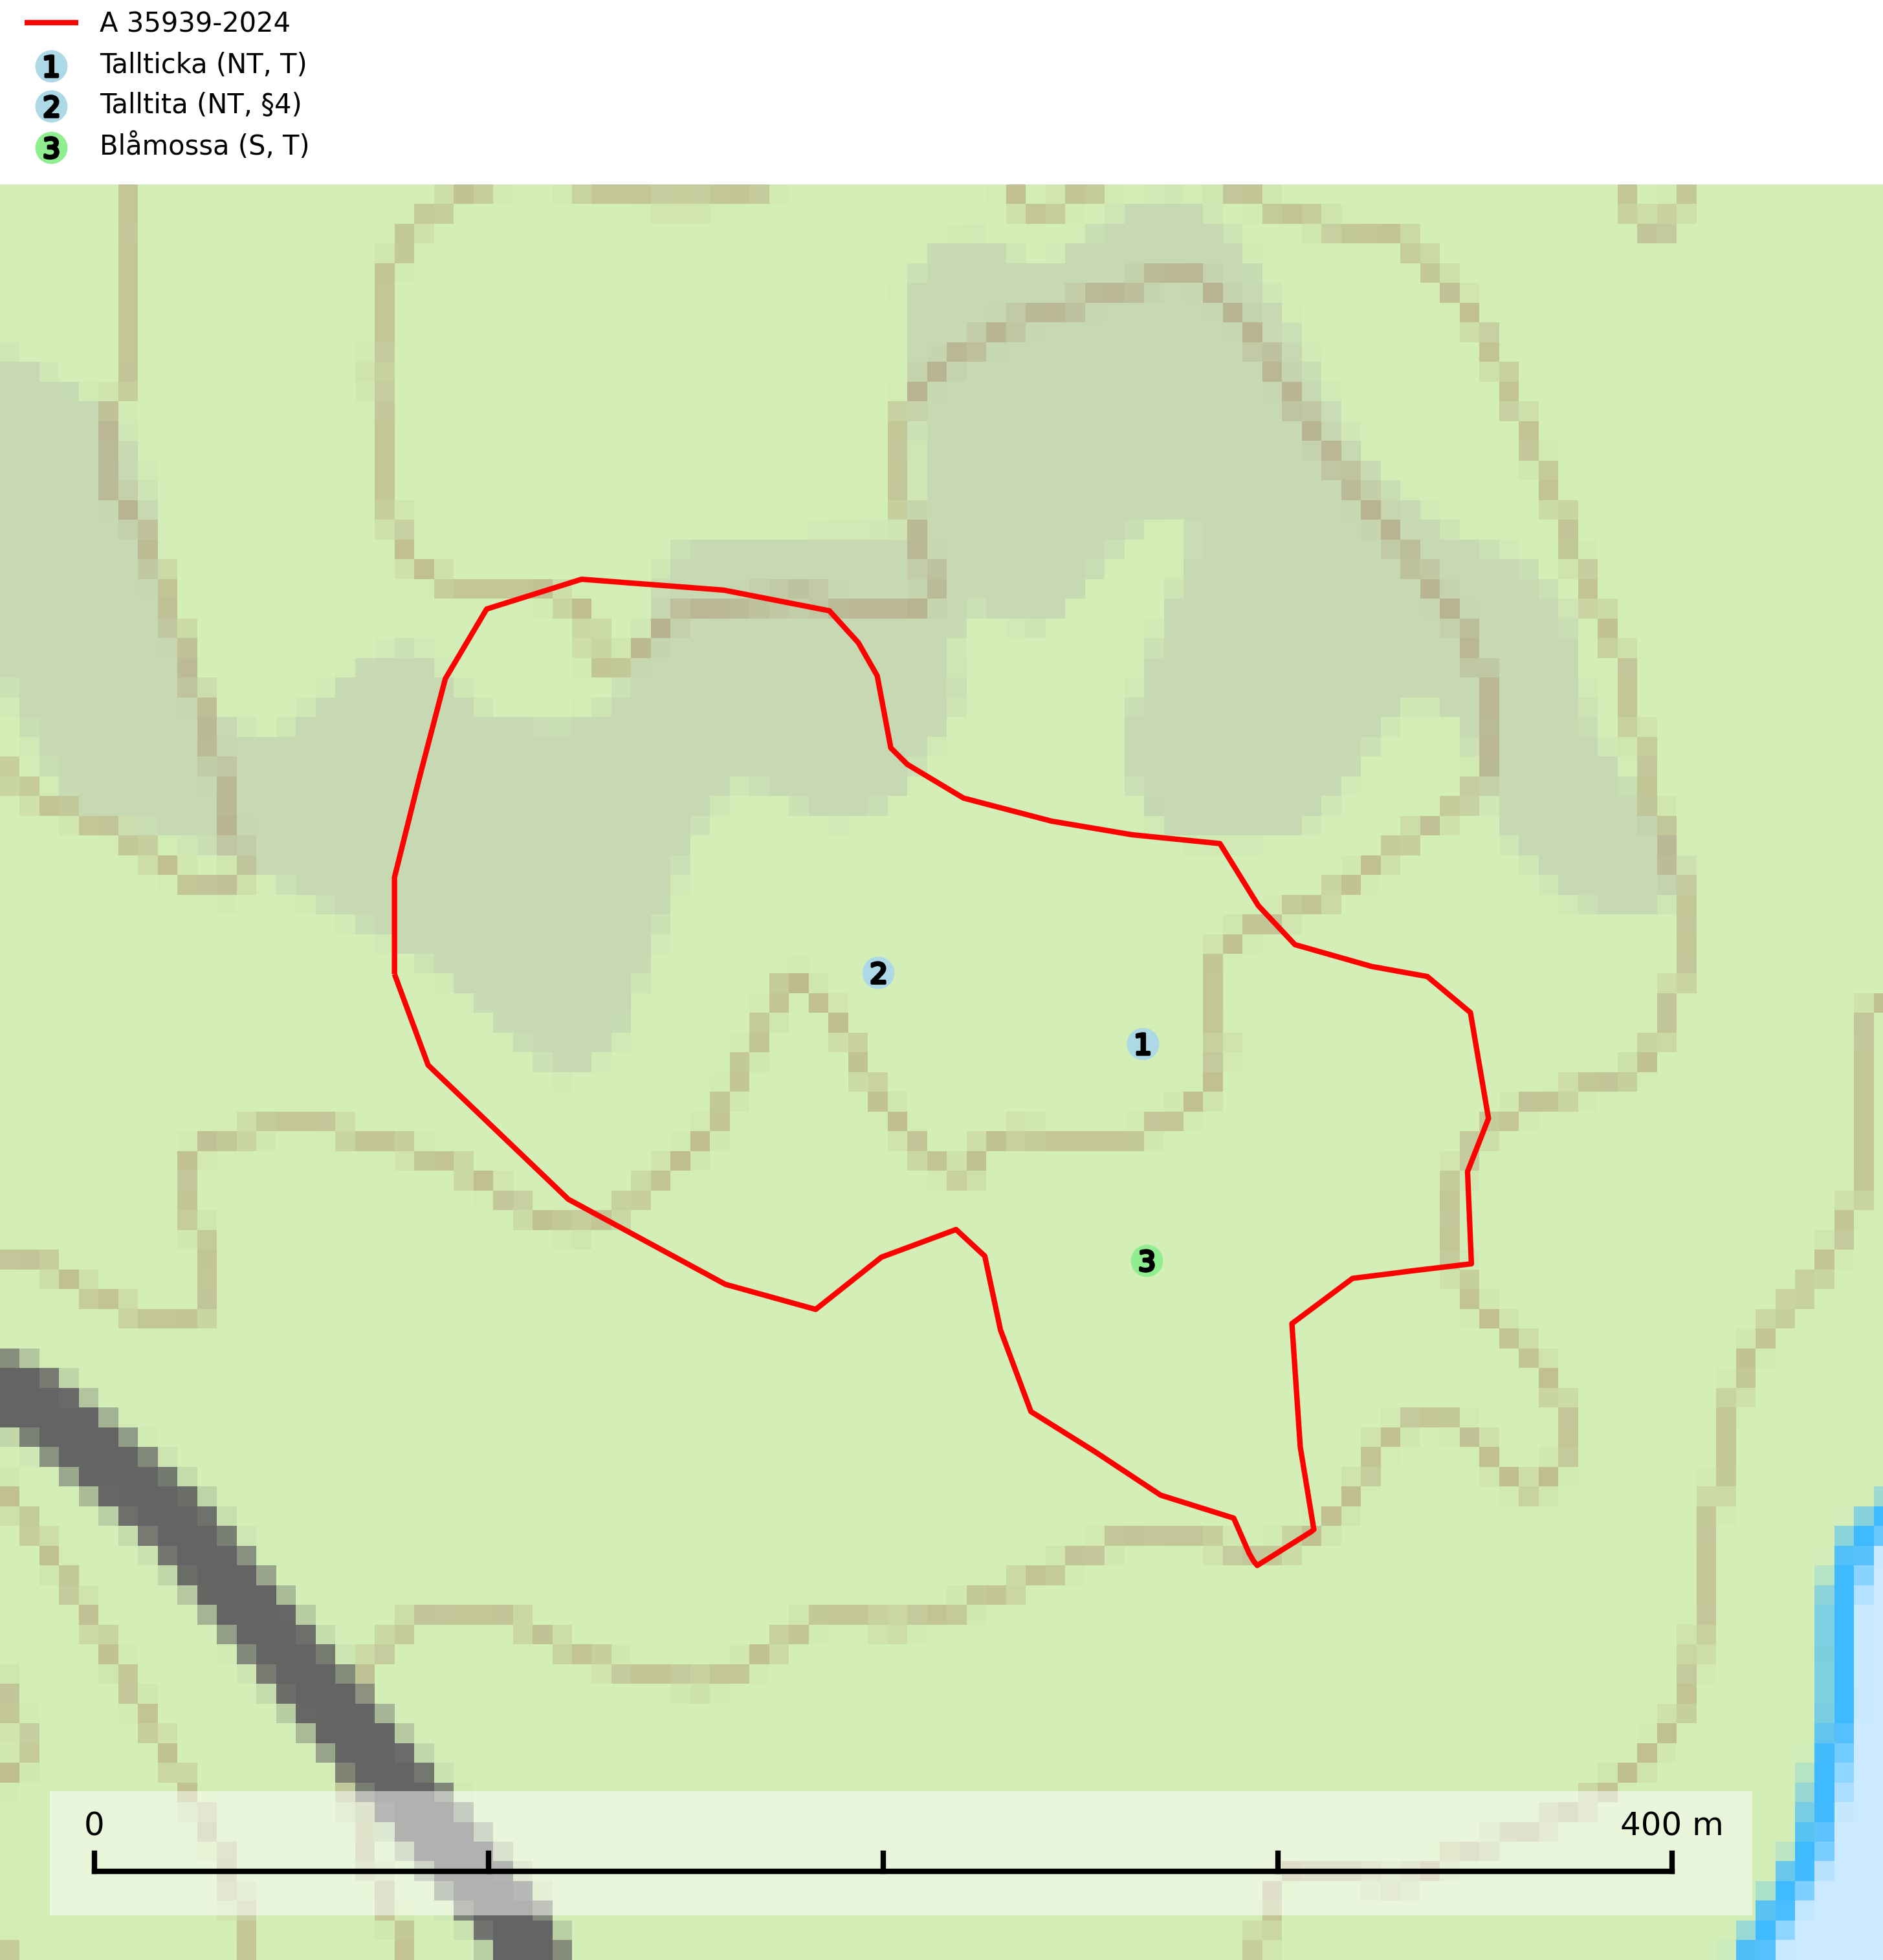 A 35939-2024
1 Tallticka (NT, T)
2 Talltita (NT, §4)
3 Blåmossa (S, T)
2
1
3
0 400 m